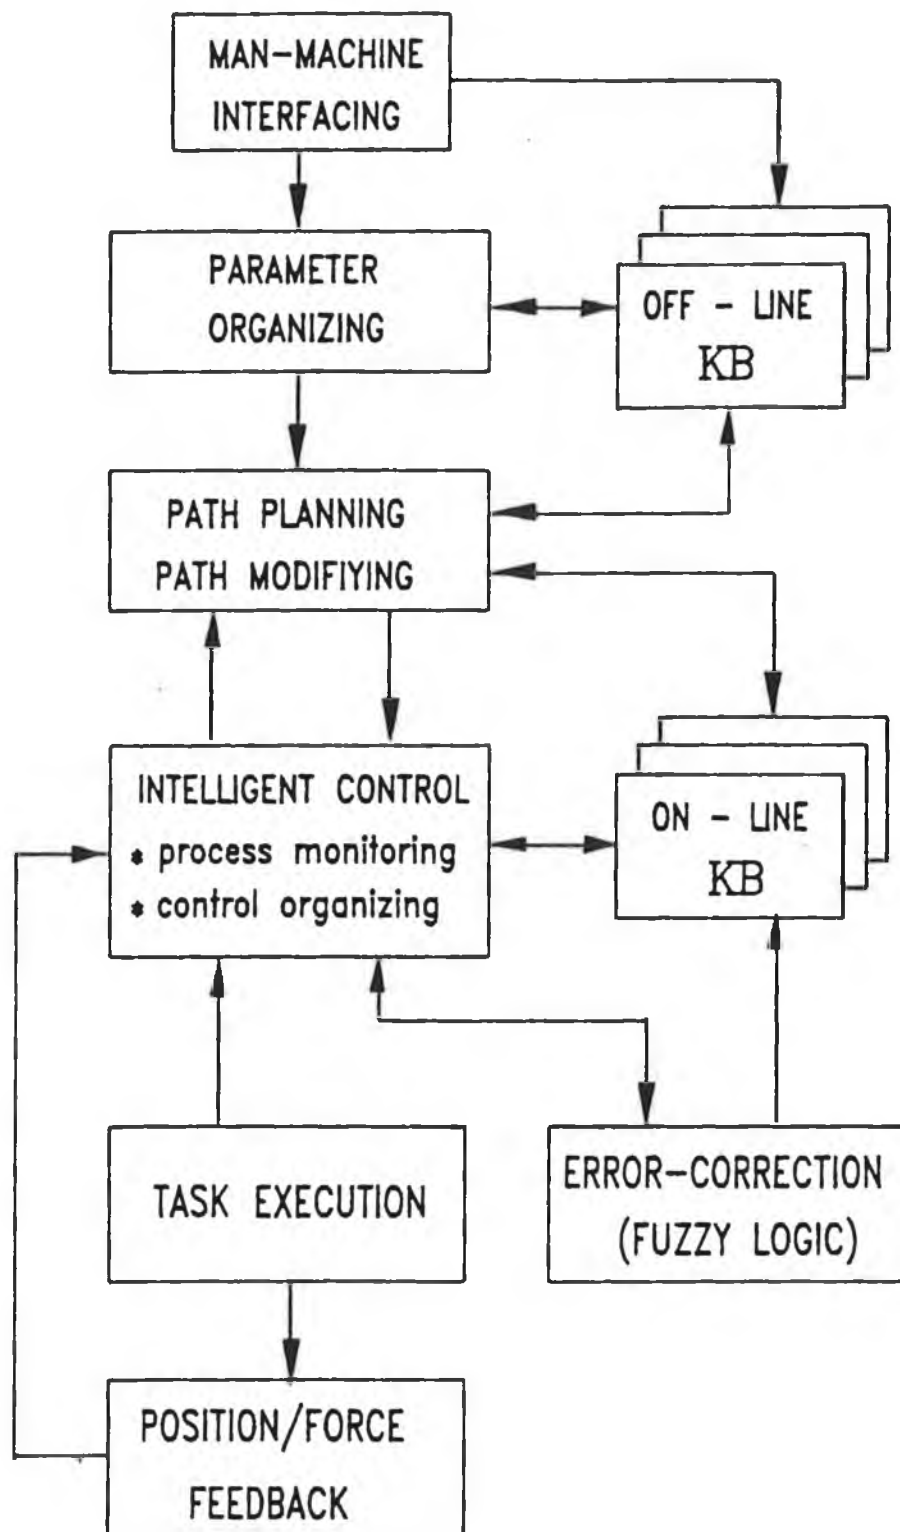 MAN-MACHINE
INTERFACING
PARAMETER
ORGANIZING
OFF - LINE
KB
PATH PLANNING
PATH MODIFIYING
INTELLIGENT CONTROL
* process monitoring
* control organizing
ON - LINE
KB
TASK EXECUTION
ERROR-CORRECTION
(FUZZY LOGIC)
POSITION/FORCE
FEEDBACK